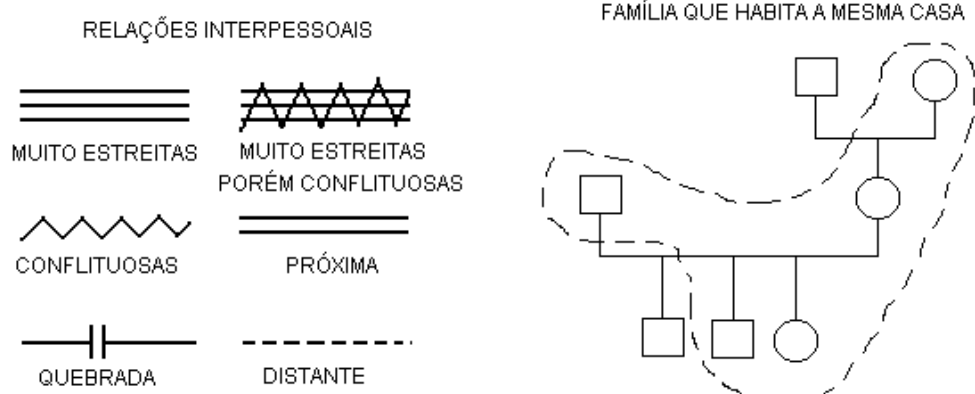 RELAÇÕES INTERPESSOAIS
MUITO ESTREITAS
MUITO ESTREITAS
PORÉM CONFLITUOSAS
CONFLITUOSAS
PRÓXIMA
QUEBRADA
DISTANTE
FAMÍLIA QUE HABITA A MESMA CASA